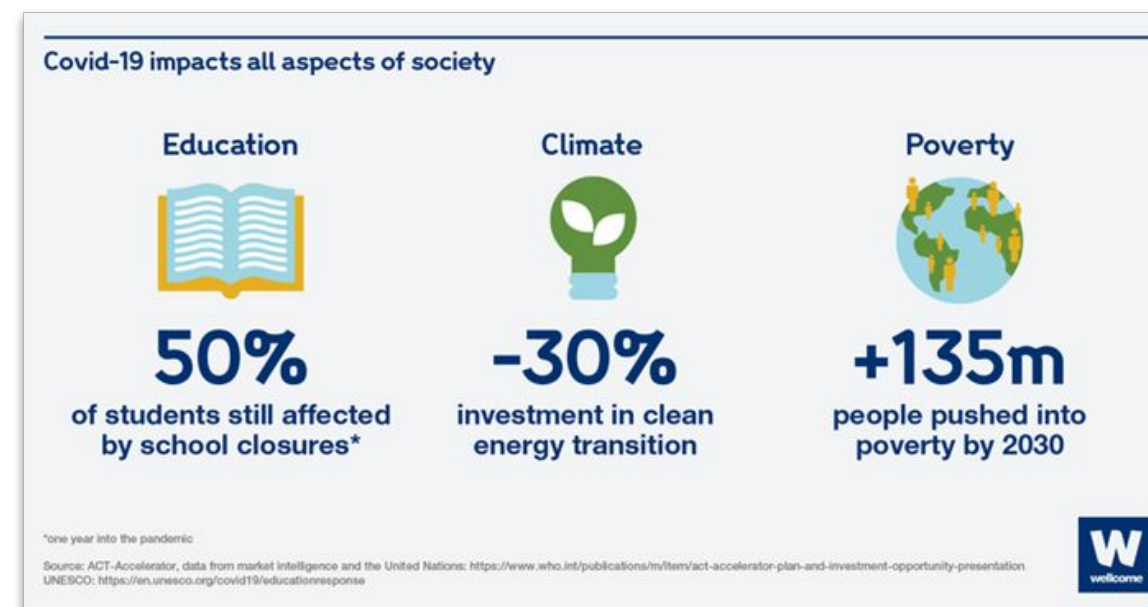 Covid-19 impacts all aspects of society
Education
Climate
Poverty
50%
of students still affected
by school closures*
-30%
investment in clean
energy transition
+135m
people pushed into
poverty by 2030
*one year into the pandemic
Source: ACT-Accelerator, data from market intelligence and the United Nations: https://www.who.int/publications/m/item/act-accelerator-plan-and-investment-opportunity-presentation
UNESCO: https://en.unesco.org/covid19/educationresponse
W
wellcome